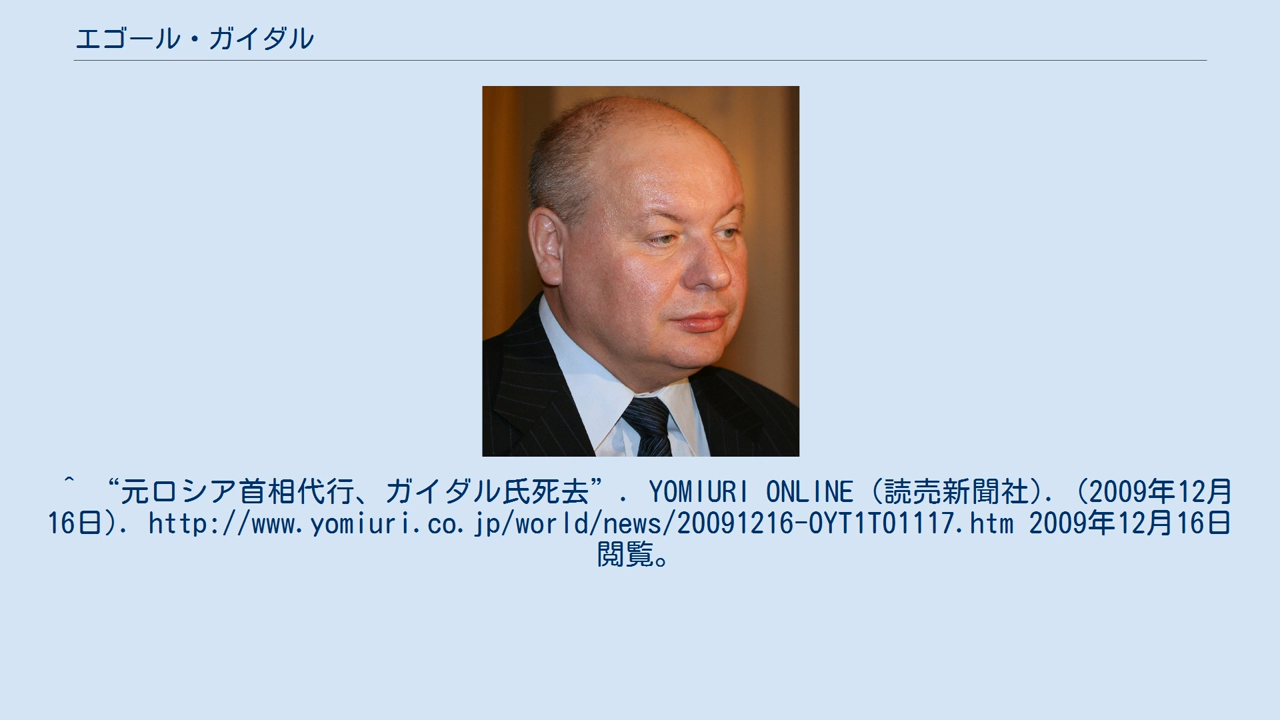 エゴール・ガイダル
^ “元ロシア首相代行、ガイダル氏死去”. YOMIURI ONLINE (読売新聞社). (2009年12月
16日). http://www.yomiuri.co.jp/world/news/20091216-OYT1T01117.htm 2009年12月16日
閲覧。